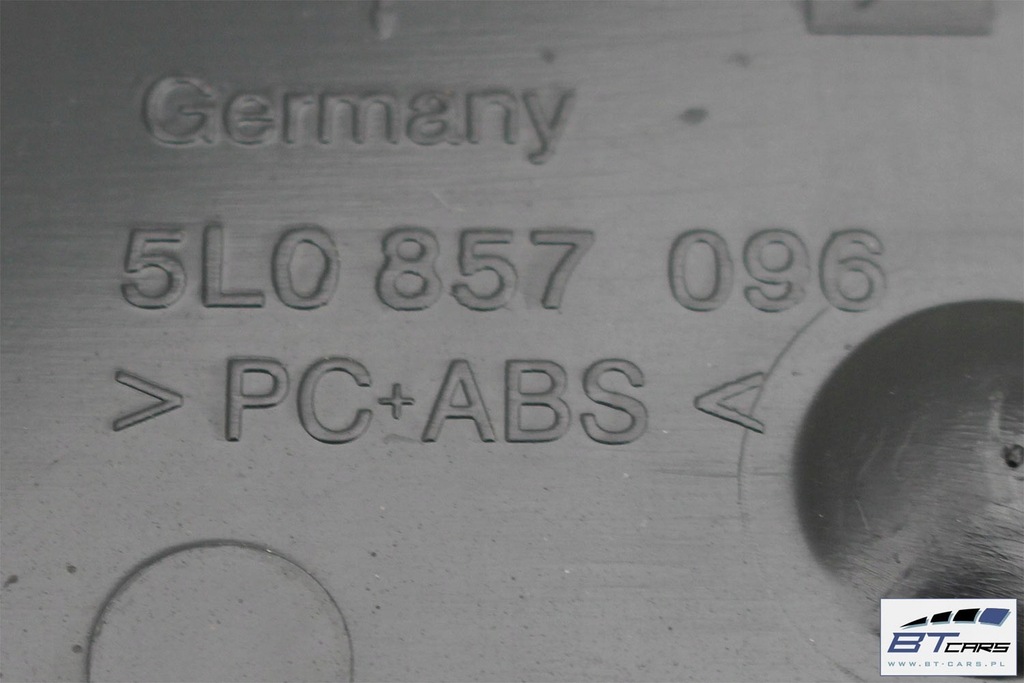 Germany
5L0 857 096
> PC+ABS <
BT CARS
WWW.BT-CARS.PL